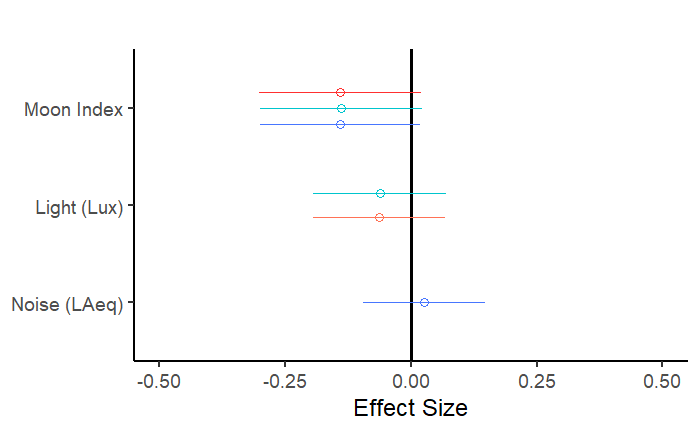 Moon Index
Light (Lux)
Noise (LAeq)
-0.50 -0.25 0.00 0.25 0.50
Effect Size